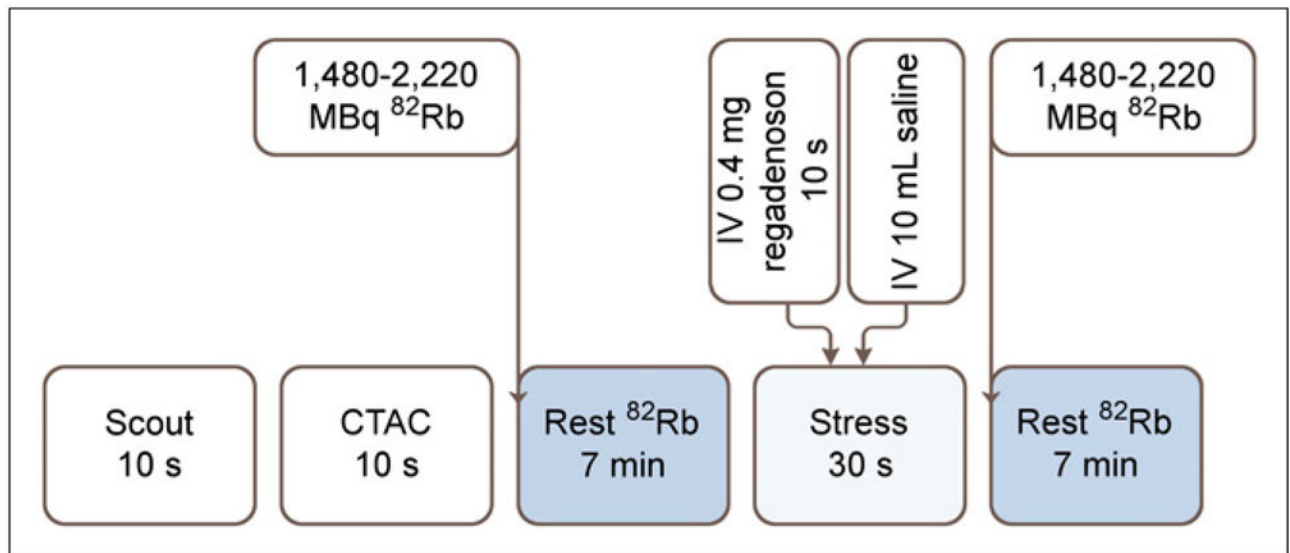 1,480-2,220
MBq ⁸²Rb
IV 0.4 mg
regadenoson
10 s
IV 10 mL saline
1,480-2,220
MBq ⁸²Rb
Scout
10 s
CTAC
10 s
Rest ⁸²Rb
7 min
Stress
30 s
Rest ⁸²Rb
7 min